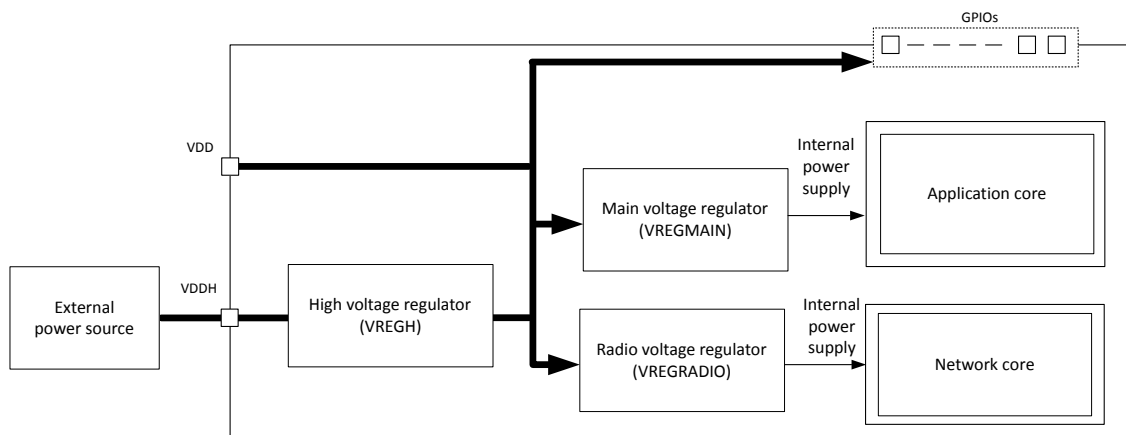 GPIOs
VDD
Internal
power
supply
Application core
Main voltage regulator
(VREGMAIN)
VDDH
External
power source
High voltage regulator
(VREGH)
Radio voltage regulator
(VREGRADIO)
Internal
power
supply
Network core